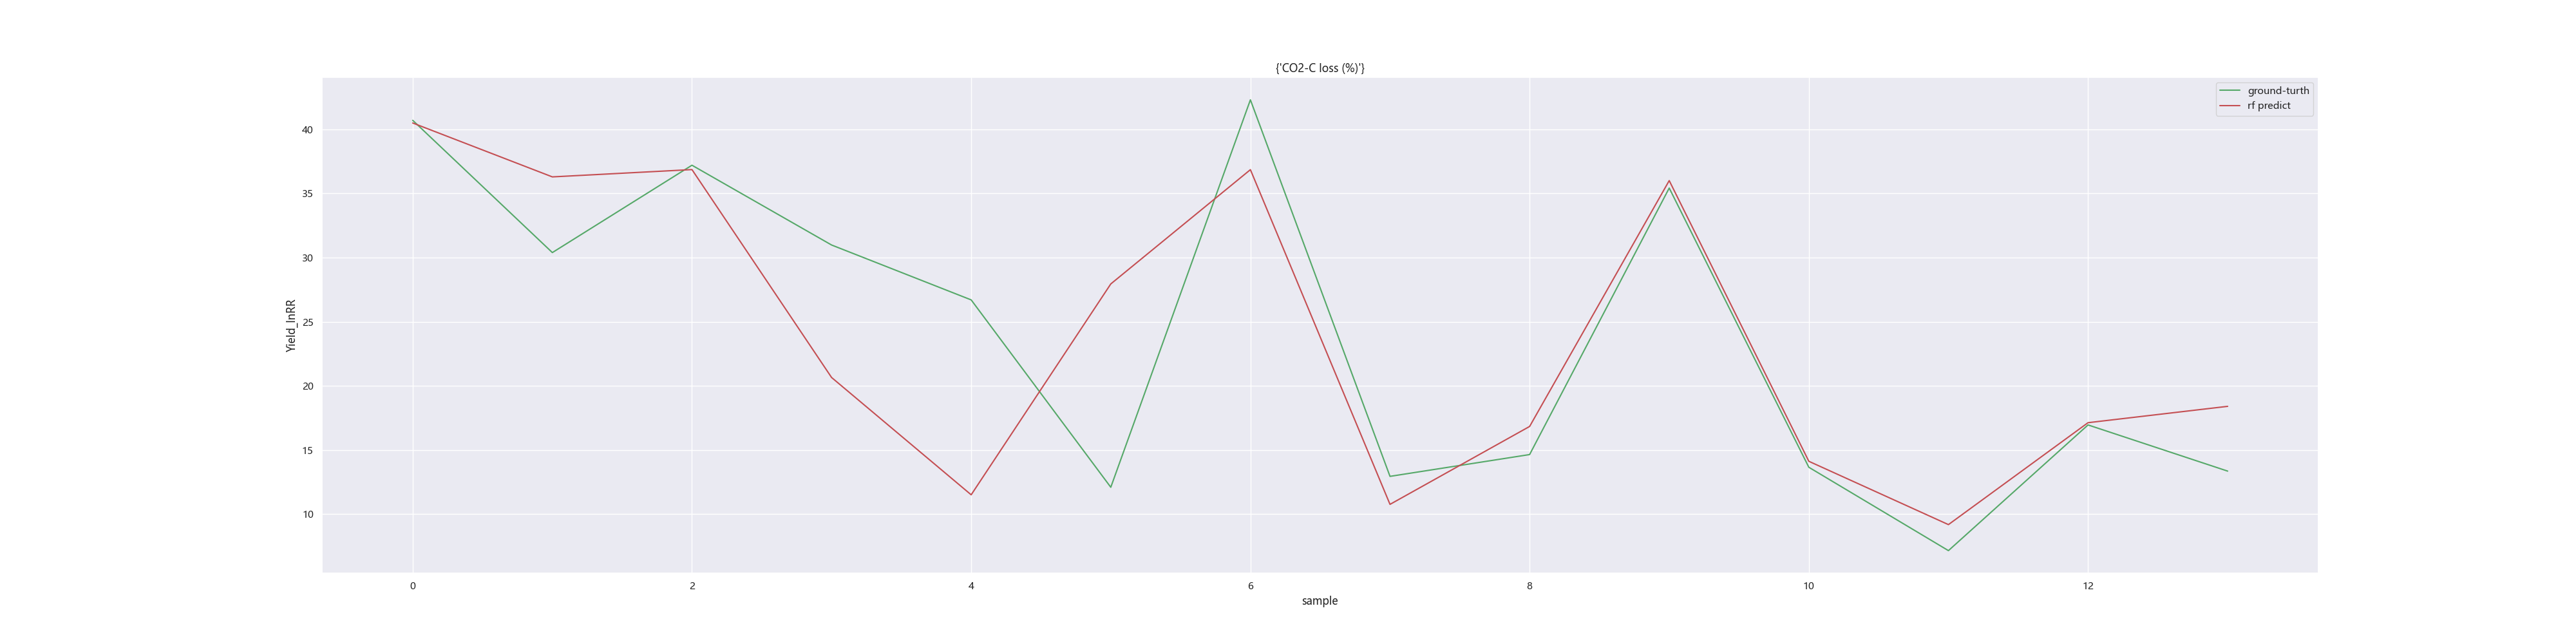 {'CO2-C loss (%)'}
ground-turth
rf predict
40
35
30
25
20
15
10
Yield_lnRR
0 2 4 6 8 10 12
sample